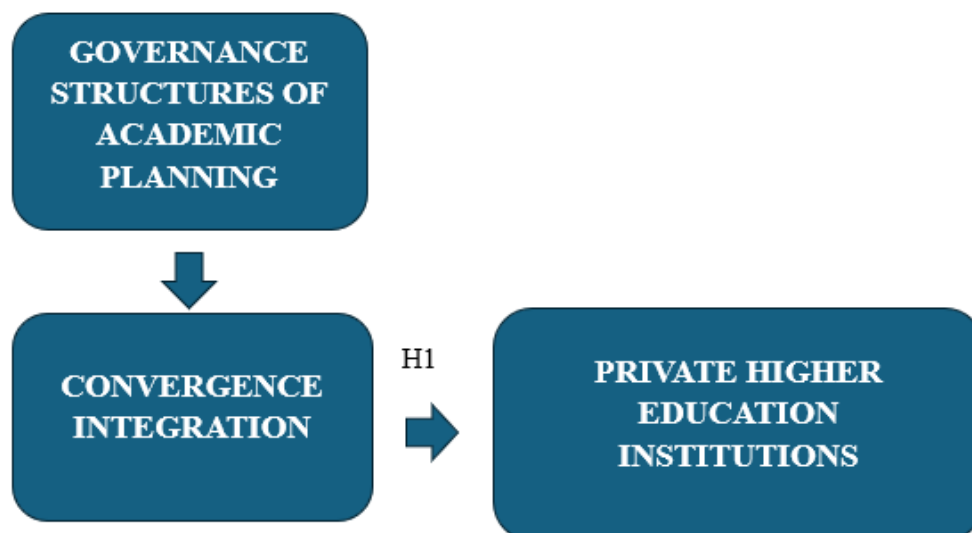 GOVERNANCE
STRUCTURES OF
ACADEMIC
PLANNING
CONVERGENCE
INTEGRATION
H1
PRIVATE HIGHER
EDUCATION
INSTITUTIONS